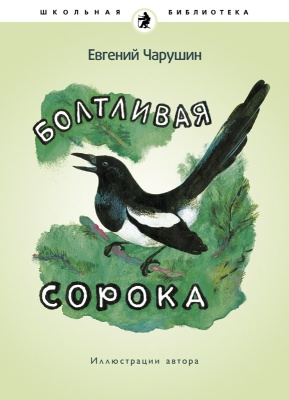 ШКОЛЬНАЯ БИБЛИОТЕКА
Евгений Чарушин
БОЛТЛИВАЯ
СОРОКА
Иллюстрации автора